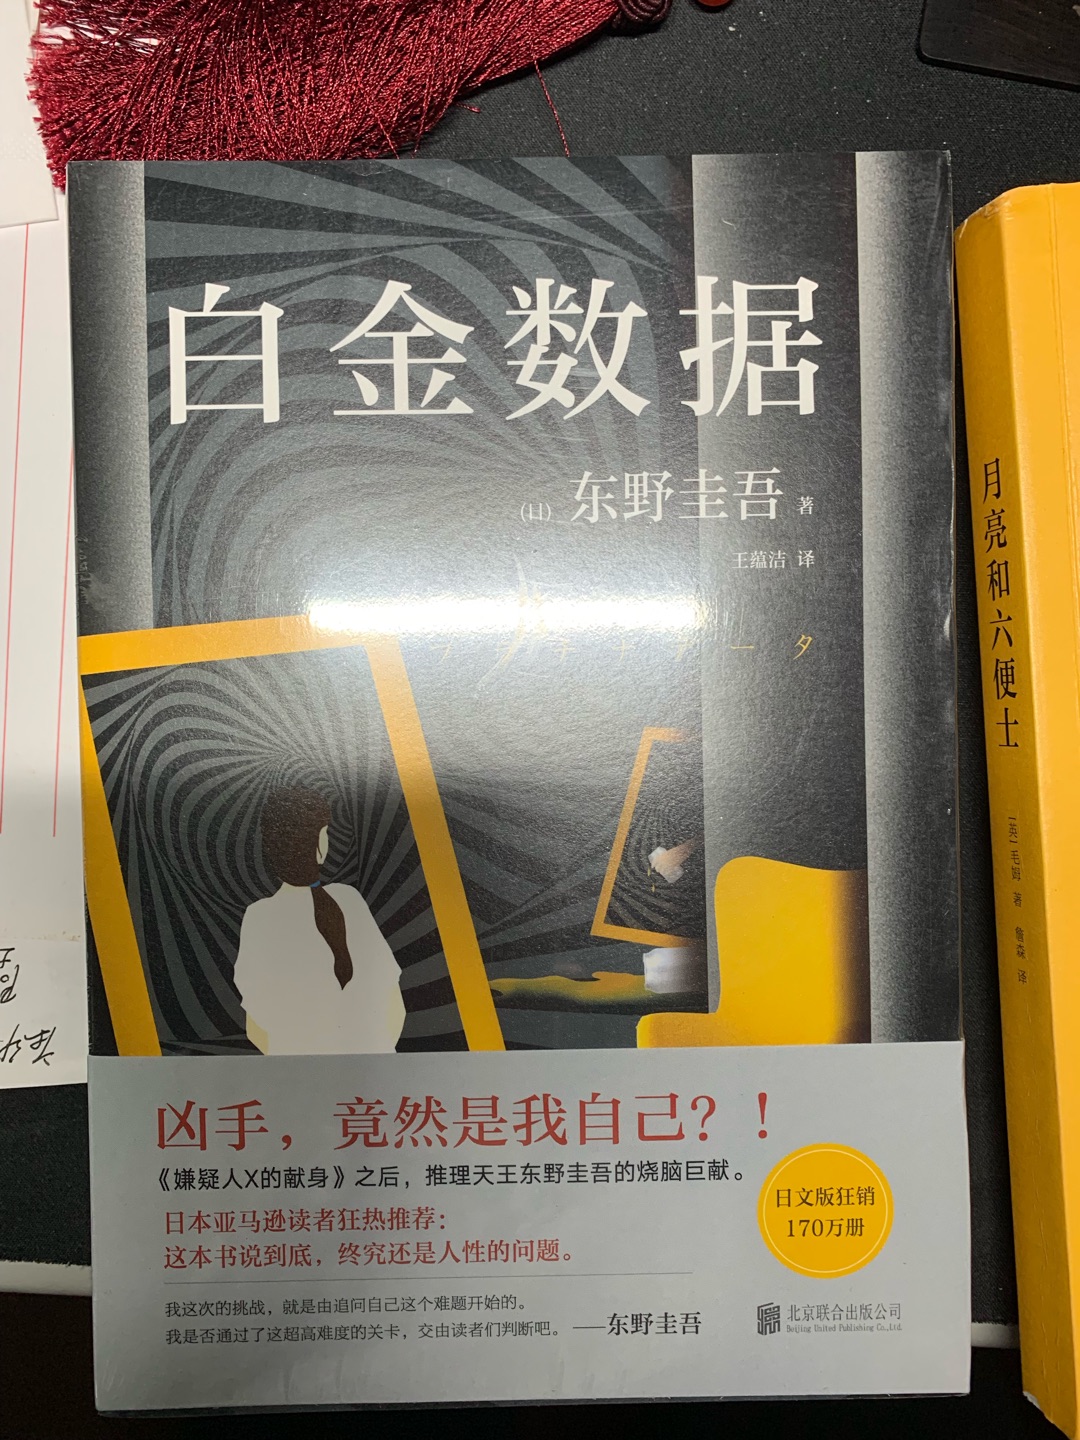 白金数据
(日) 东野圭吾 著
王蕴洁 译
凶手，竟然是我自己？！
《嫌疑人X的献身》之后，推理天王东野圭吾的烧脑巨献。
日本亚马逊读者狂热推荐：
这本书说到底，终究还是人性的问题。
日文版狂销
170万册
我这次的挑战，就是由追问自己这个难题开始的。
我是否通过了这超高难度的关卡，交由读者们判断吧。——东野圭吾
北京联合出版公司
Beijing United Publishing Co.,Ltd.
月亮和六便士
[英] 毛姆 著 詹森 译